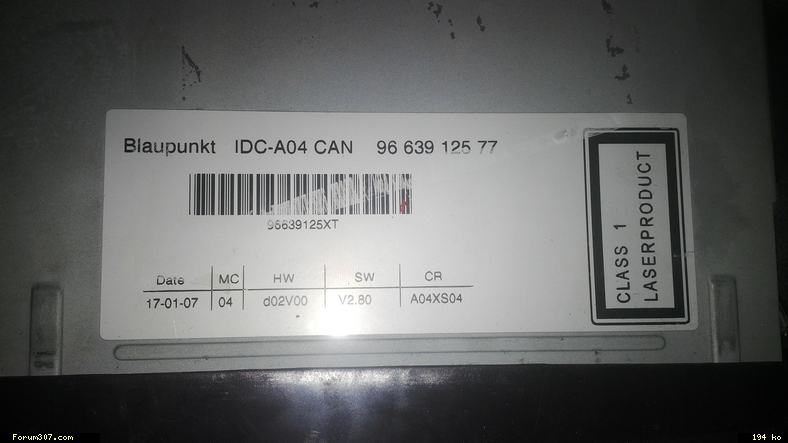 Blaupunkt IDC-A04 CAN 96 639 125 77
96639125XT
Date MC HW SW CR
17-01-07 04 d02V00 V2.80 A04XS04
CLASS 1
LASERPRODUCT
Forum307.com
194 ko